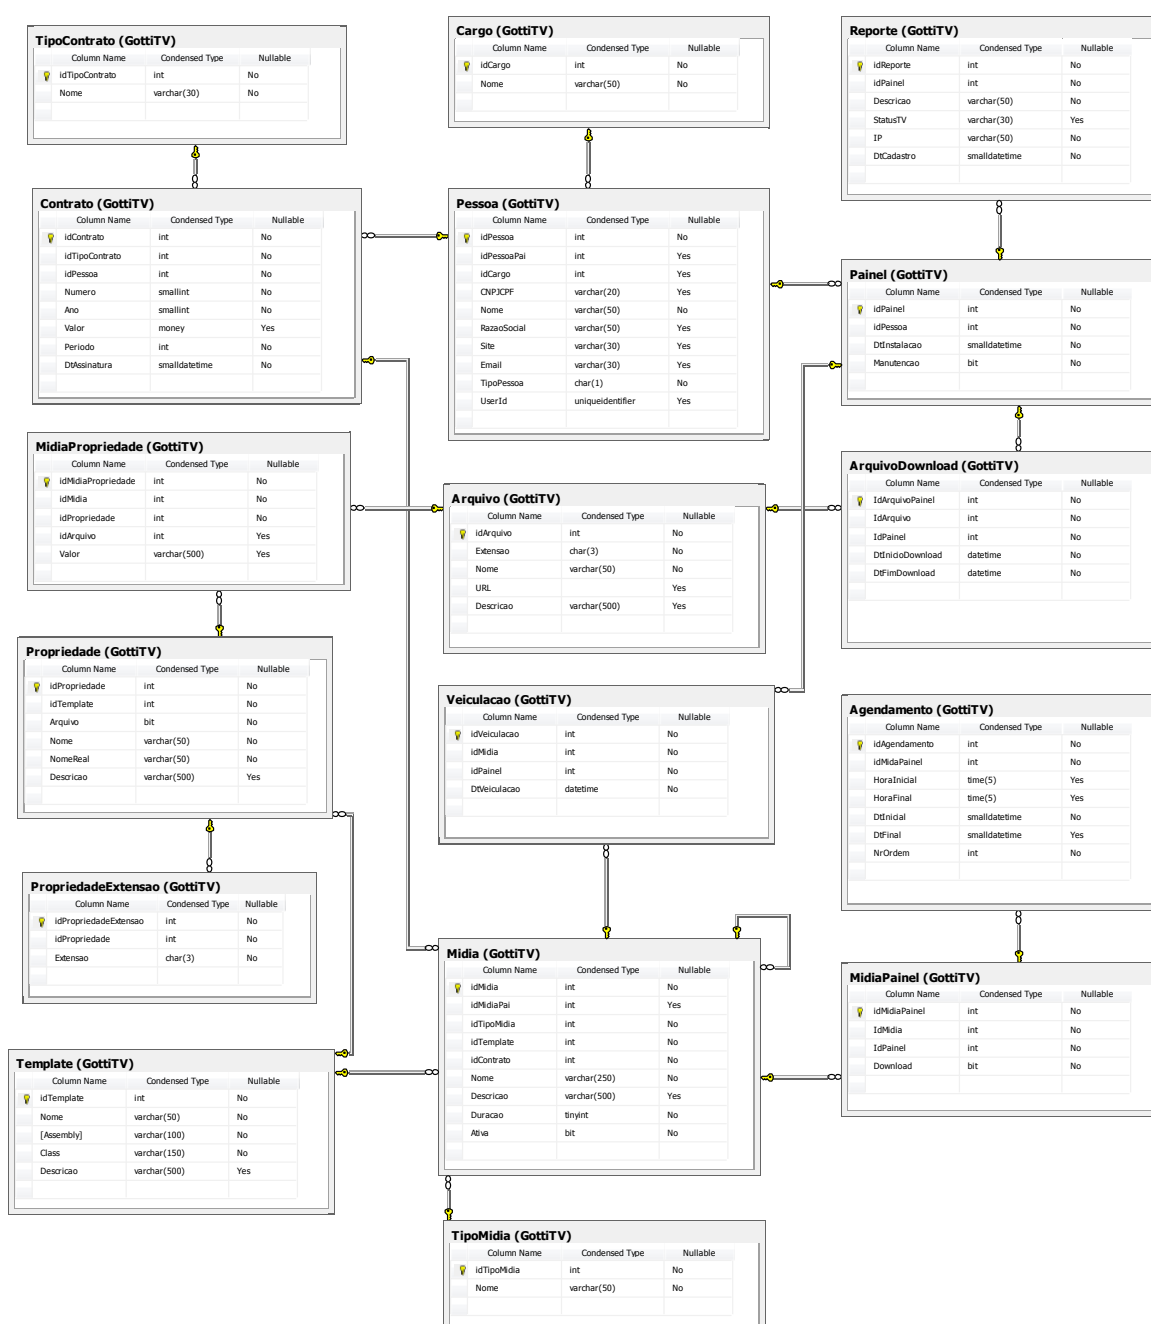 TipoContrato (GottiTV)
Column Name Condensed Type Nullable
idTipoContrato int No
Nome varchar(30) No
Cargo (GottiTV)
Column Name Condensed Type Nullable
idCargo int No
Nome varchar(50) No
Reporte (GottiTV)
Column Name Condensed Type Nullable
idReporte int No
idPainel int No
Descricao varchar(50) No
StatusTV varchar(30) Yes
IP varchar(50) No
DtCadastro smalldatetime No
Contrato (GottiTV)
Column Name Condensed Type Nullable
idContrato int No
idTipoContrato int No
idPessoa int No
Numero smallint No
Ano smallint No
Valor money Yes
Periodo int No
DtAssinatura smalldatetime No
Pessoa (GottiTV)
Column Name Condensed Type Nullable
idPessoa int No
idPessoaPai int Yes
idCargo int Yes
CNPJCPF varchar(20) Yes
Nome varchar(50) No
RazaoSocial varchar(50) Yes
Site varchar(30) Yes
Email varchar(30) Yes
TipoPessoa char(1) No
UserId uniqueidentifier Yes
Painel (GottiTV)
Column Name Condensed Type Nullable
idPainel int No
idPessoa int No
DtInstalacao smalldatetime No
Manutencao bit No
MidiaPropriedade (GottiTV)
Column Name Condensed Type Nullable
idMidiaPropriedade int No
idMidia int No
idPropriedade int No
idArquivo int Yes
Valor varchar(500) Yes
Arquivo (GottiTV)
Column Name Condensed Type Nullable
idArquivo int No
Extensao char(3) No
Nome varchar(50) No
URL Yes
Descricao varchar(500) Yes
ArquivoDownload (GottiTV)
Column Name Condensed Type Nullable
IdArquivoPainel int No
IdArquivo int No
IdPainel int No
DtInicioDownload datetime No
DtFimDownload datetime No
Propriedade (GottiTV)
Column Name Condensed Type Nullable
idPropriedade int No
idTemplate int No
Arquivo bit No
Nome varchar(50) No
NomeReal varchar(50) No
Descricao varchar(500) Yes
Veiculacao (GottiTV)
Column Name Condensed Type Nullable
idVeiculacao int No
idMidia int No
idPainel int No
DtVeiculacao datetime No
Agendamento (GottiTV)
Column Name Condensed Type Nullable
idAgendamento int No
idMidaPainel int No
HoraInicial time(5) Yes
HoraFinal time(5) Yes
DtInicial smalldatetime No
DtFinal smalldatetime Yes
NrOrdem int No
PropriedadeExtensao (GottiTV)
Column Name Condensed Type Nullable
idPropriedadeExtensao int No
idPropriedade int No
Extensao char(3) No
Midia (GottiTV)
Column Name Condensed Type Nullable
idMidia int No
idMidiaPai int Yes
idTipoMidia int No
idTemplate int No
idContrato int No
Nome varchar(250) No
Descricao varchar(500) Yes
Duracao tinyint No
Ativa bit No
MidiaPainel (GottiTV)
Column Name Condensed Type Nullable
idMidiaPainel int No
IdMidia int No
IdPainel int No
Download bit No
Template (GottiTV)
Column Name Condensed Type Nullable
idTemplate int No
Nome varchar(50) No
[Assembly] varchar(100) No
Class varchar(150) No
Descricao varchar(500) Yes
TipoMidia (GottiTV)
Column Name Condensed Type Nullable
idTipoMidia int No
Nome varchar(50) No